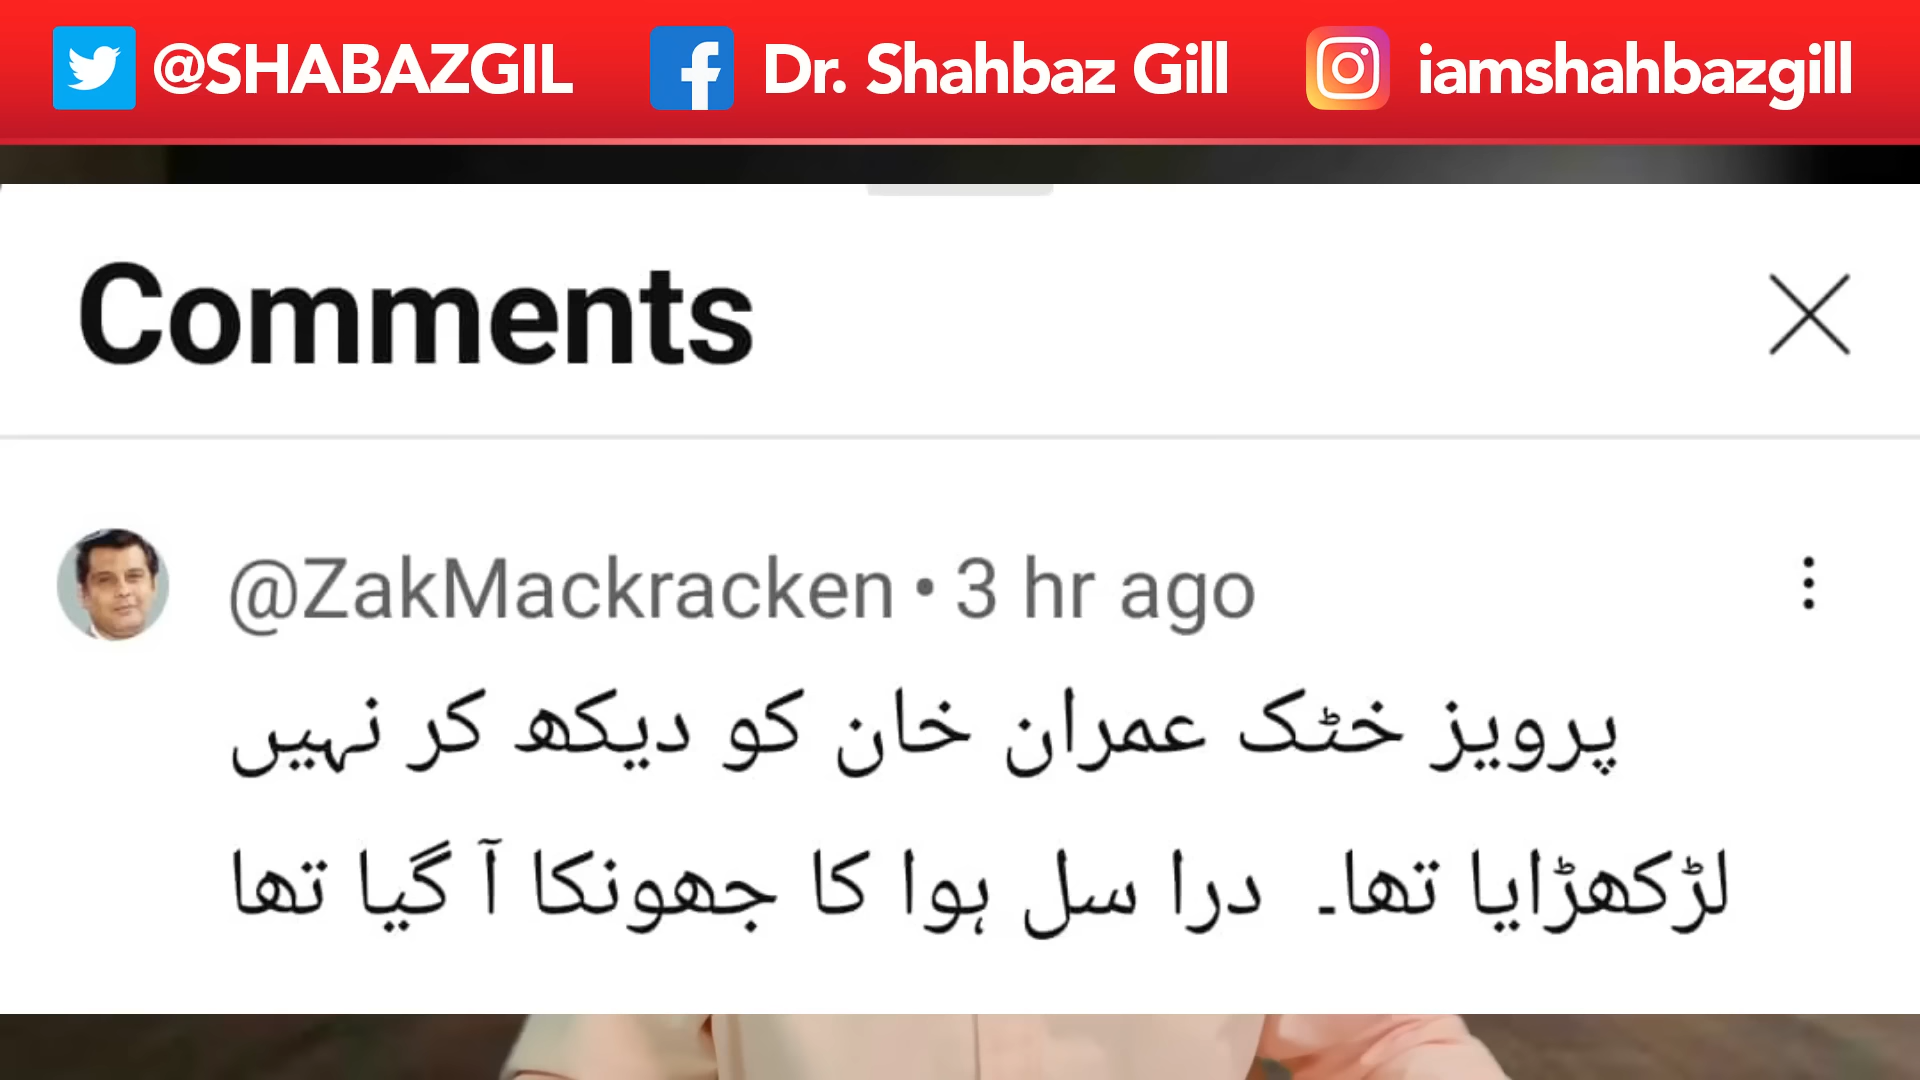 @SHABAZGIL Dr. Shahbaz Gill iamshahbazgill
Comments
@ZakMackracken • 3 hr ago
پرویز خٹک عمران خان کو دیکھ کر نہیں
لڑکھڑایا تھا۔ درا سل ہوا کا جھونکا آ گیا تھا